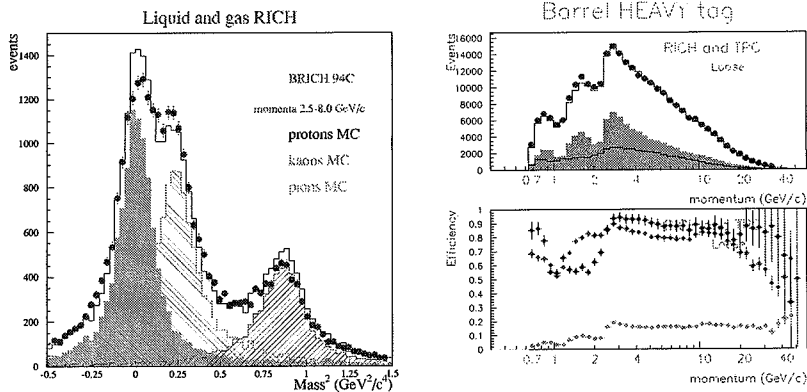 Liquid and gas RICH
events
1400
1200
1000
800
600
400
200
0
BRICH 94C
momenta 2.5-8.0 GeV/c
protons MC
kaons MC
pions MC
-0.5 -0.25 0 0.25 0.5 0.75 1 1.25 1.5
Mass² (GeV²/c⁴)
Barrel HEAVY tag
Events
16000
14000
12000
10000
8000
6000
4000
2000
0
RICH and TPC
Loose
0.7 1 2 3 4 10 20 40
momentum (GeV/c)
Efficiency
0.9
0.8
0.7
0.6
0.5
0.4
0.3
0.2
0.1
0
0.7 1 2 3 4 10 20 40
momentum (GeV/c)